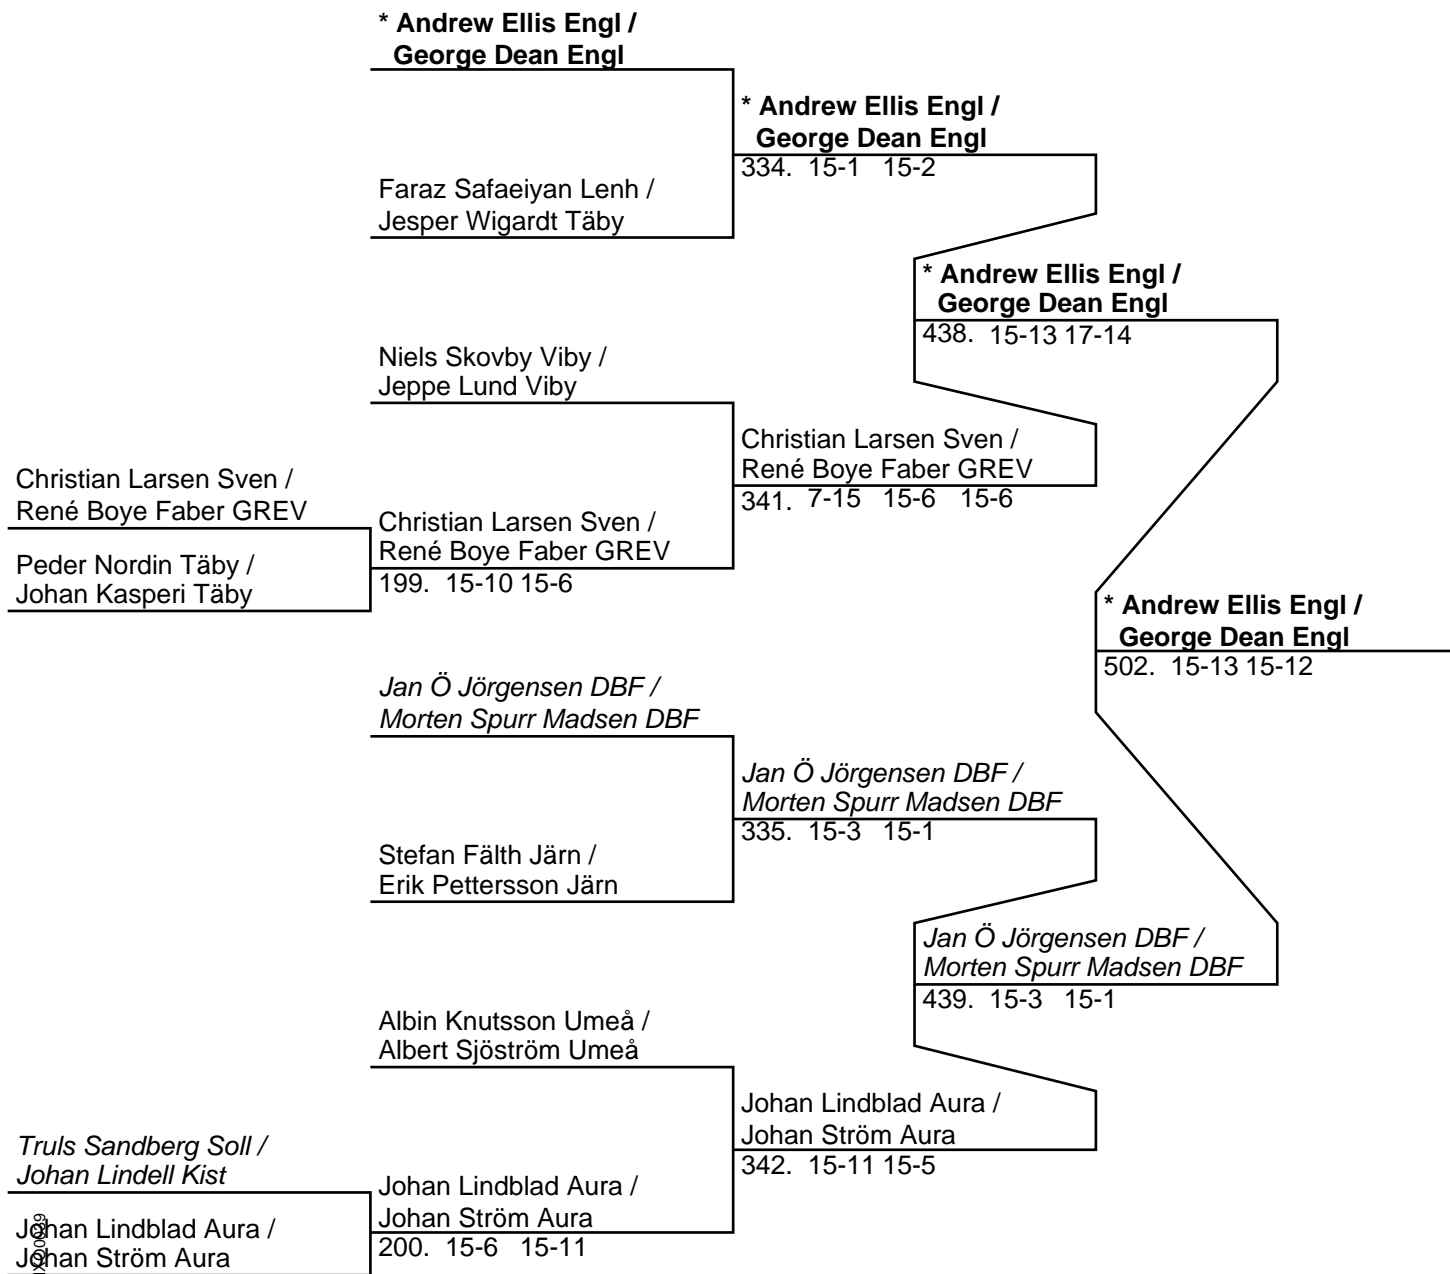 * Andrew Ellis Engl /
George Dean Engl
* Andrew Ellis Engl /
George Dean Engl
334. 15-1 15-2
Faraz Safaeiyan Lenh /
Jesper Wigardt Täby
* Andrew Ellis Engl /
George Dean Engl
438. 15-13 17-14
Niels Skovby Viby /
Jeppe Lund Viby
Christian Larsen Sven /
René Boye Faber GREV
341. 7-15 15-6 15-6
Christian Larsen Sven /
René Boye Faber GREV
Christian Larsen Sven /
René Boye Faber GREV
199. 15-10 15-6
Peder Nordin Täby /
Johan Kasperi Täby
* Andrew Ellis Engl /
George Dean Engl
502. 15-13 15-12
Jan Ö Jörgensen DBF /
Morten Spurr Madsen DBF
Jan Ö Jörgensen DBF /
Morten Spurr Madsen DBF
335. 15-3 15-1
Stefan Fälth Järn /
Erik Pettersson Järn
Jan Ö Jörgensen DBF /
Morten Spurr Madsen DBF
439. 15-3 15-1
Albin Knutsson Umeå /
Albert Sjöström Umeå
Johan Lindblad Aura /
Johan Ström Aura
342. 15-11 15-5
Truls Sandberg Soll /
Johan Lindell Kist
Johan Lindblad Aura /
Johan Ström Aura
200. 15-6 15-11
Johan Lindblad Aura /
Johan Ström Aura